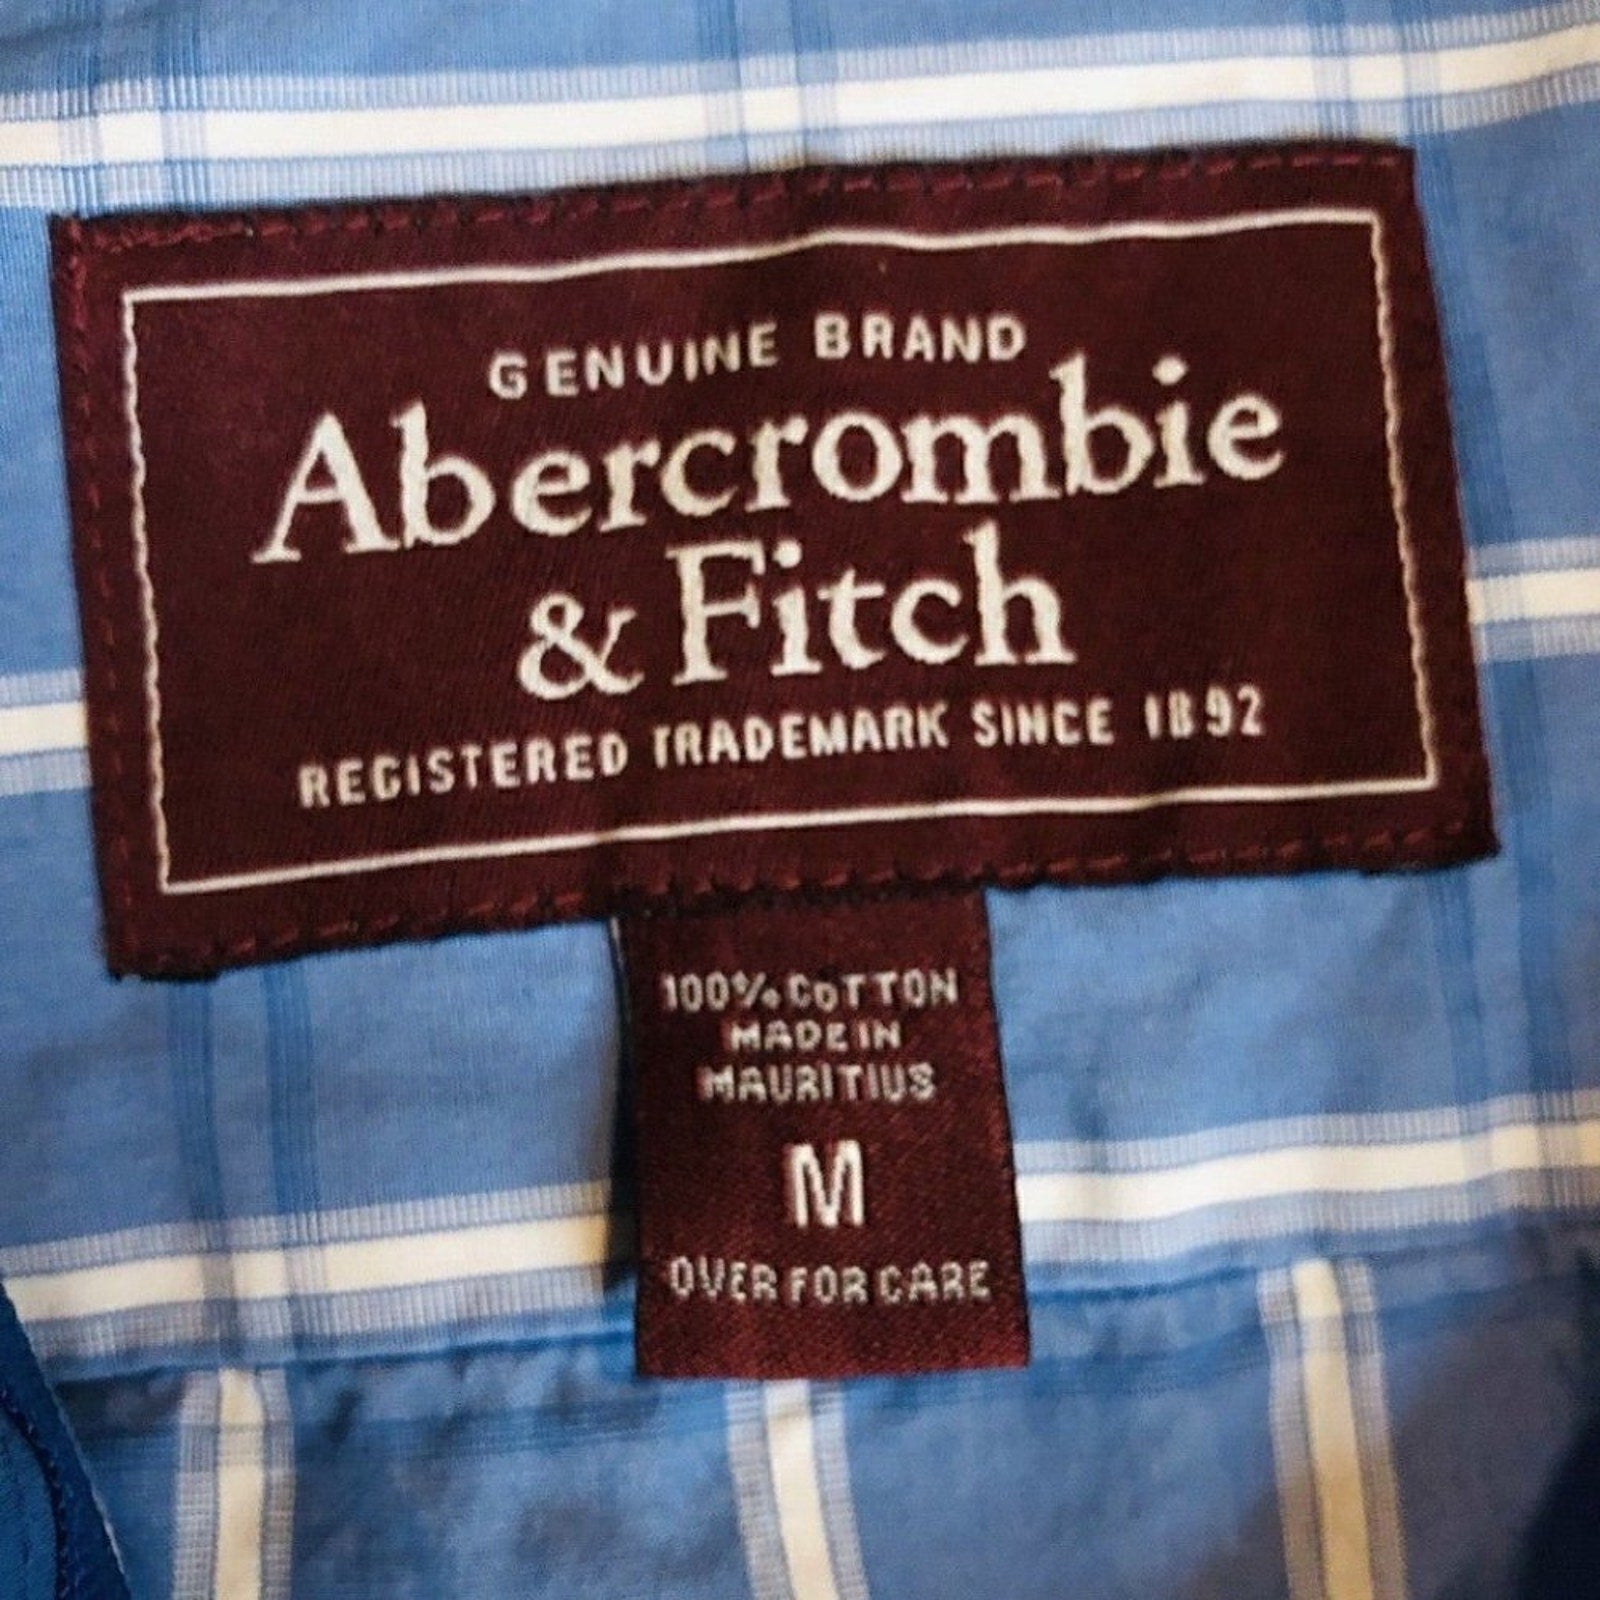 GENUINE BRAND
Abercrombie
& Fitch
REGISTERED TRADEMARK SINCE 1892
100% COTTON
MADE IN
MAURITIUS
M
OVER FOR CARE